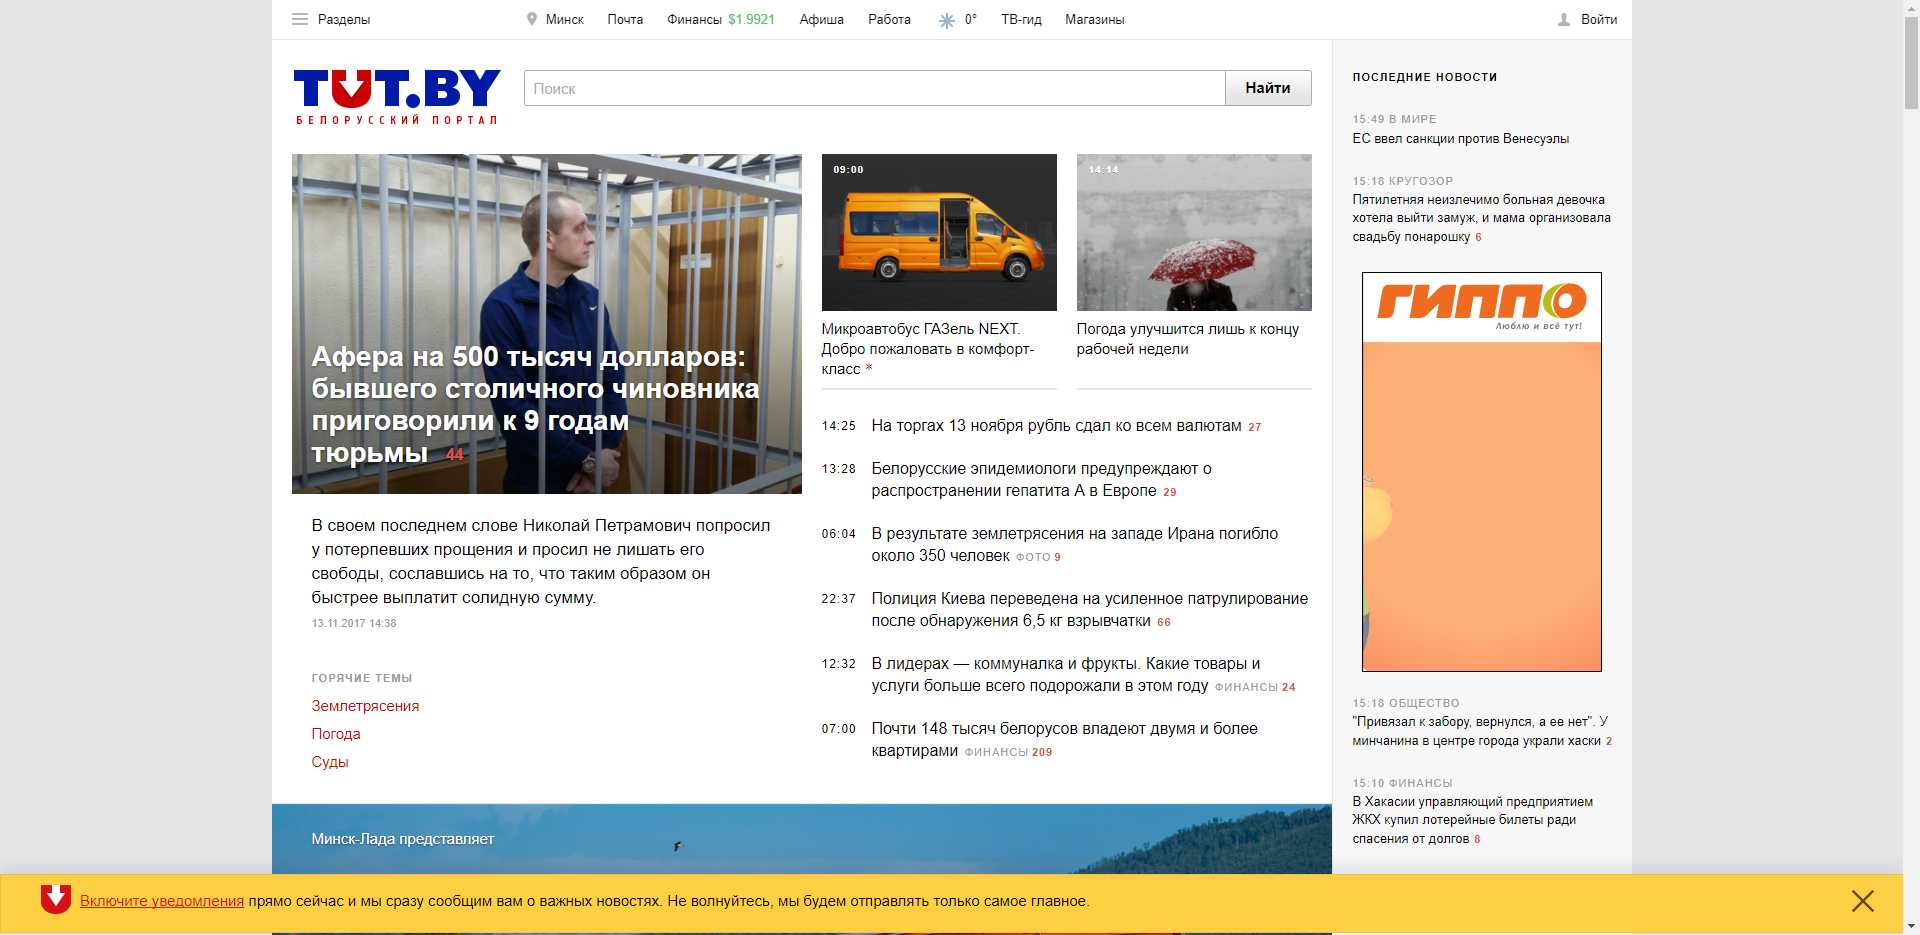 Разделы
Минск
Почта
Финансы $1.9921
Афиша
Работа
0°
ТВ-гид
Магазины
Войти
TUT.BY
БЕЛОРУССКИЙ ПОРТАЛ
Поиск
Найти
Афера на 500 тысяч долларов:
бывшего столичного чиновника
приговорили к 9 годам
тюрьмы 44
В своем последнем слове Николай Петрамович попросил
у потерпевших прощения и просил не лишать его
свободы, сославшись на то, что таким образом он
быстрее выплатит солидную сумму.
13.11.2017 14:38
ГОРЯЧИЕ ТЕМЫ
Землетрясения
Погода
Суды
09:00
Микроавтобус ГАЗель NEXT.
Добро пожаловать в комфорт-
класс *
14:14
Погода улучшится лишь к концу
рабочей недели
14:25 На торгах 13 ноября рубль сдал ко всем валютам 27
13:28 Белорусские эпидемиологи предупреждают о
распространении гепатита А в Европе 29
06:04 В результате землетрясения на западе Ирана погибло
около 350 человек ФОТО 9
22:37 Полиция Киева переведена на усиленное патрулирование
после обнаружения 6,5 кг взрывчатки 66
12:32 В лидерах — коммуналка и фрукты. Какие товары и
услуги больше всего подорожали в этом году ФИНАНСЫ 24
07:00 Почти 148 тысяч белорусов владеют двумя и более
квартирами ФИНАНСЫ 209
ПОСЛЕДНИЕ НОВОСТИ
15:49 В МИРЕ
ЕС ввел санкции против Венесуэлы
15:18 КРУГОЗОР
Пятилетняя неизлечимо больная девочка
хотела выйти замуж, и мама организовала
свадьбу понарошку 6
ГИППО
Люблю и всё тут!
15:18 ОБЩЕСТВО
"Привязал к забору, вернулся, а ее нет". У
минчанина в центре города украли хаски 2
15:10 ФИНАНСЫ
В Хакасии управляющий предприятием
ЖКХ купил лотерейные билеты ради
спасения от долгов 8
Минск-Лада представляет
Включите уведомления прямо сейчас и мы сразу сообщим вам о важных новостях. Не волнуйтесь, мы будем отправлять только самое главное.